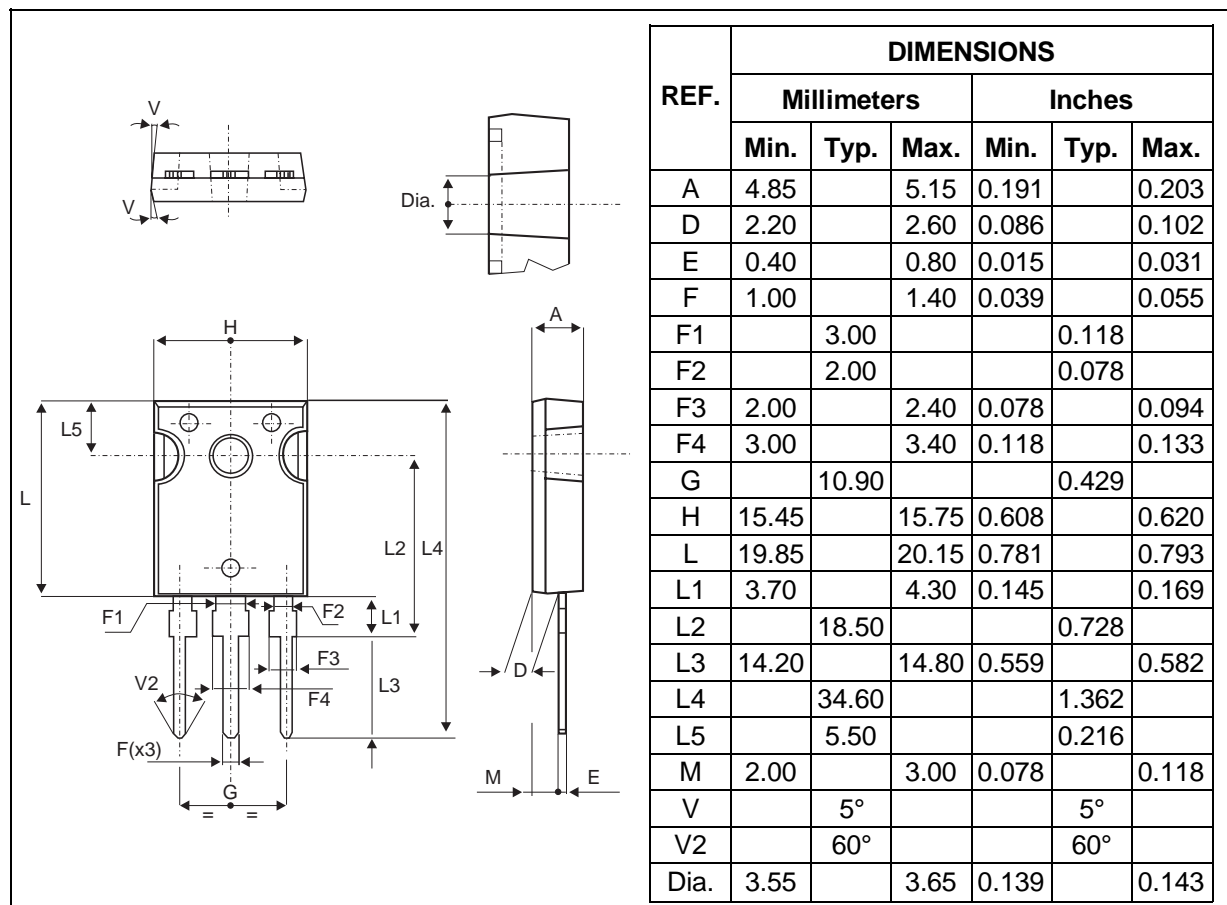 V
V
Dia.
A
H
L5
L
L2
L4
F1
F2
L1
F3
V2
F4
L3
D
F(x3)
M
E
G
= =
DIMENSIONS
REF. Millimeters Inches
Min. Typ. Max. Min. Typ. Max.
A 4.85 5.15 0.191 0.203
D 2.20 2.60 0.086 0.102
E 0.40 0.80 0.015 0.031
F 1.00 1.40 0.039 0.055
F1 3.00 0.118
F2 2.00 0.078
F3 2.00 2.40 0.078 0.094
F4 3.00 3.40 0.118 0.133
G 10.90 0.429
H 15.45 15.75 0.608 0.620
L 19.85 20.15 0.781 0.793
L1 3.70 4.30 0.145 0.169
L2 18.50 0.728
L3 14.20 14.80 0.559 0.582
L4 34.60 1.362
L5 5.50 0.216
M 2.00 3.00 0.078 0.118
V 5° 5°
V2 60° 60°
Dia. 3.55 3.65 0.139 0.143